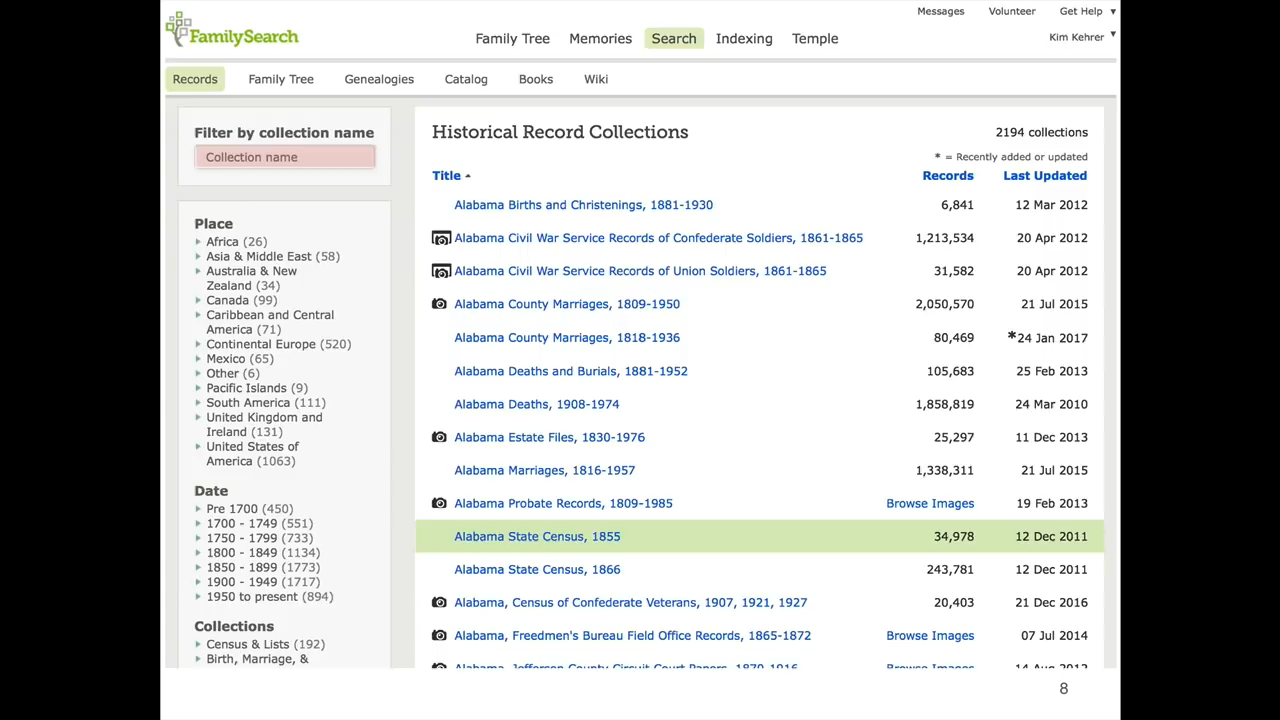 FamilySearch
Messages Volunteer Get Help
Kim Kehrer
Family Tree Memories Search Indexing Temple
Records Family Tree Genealogies Catalog Books Wiki
Filter by collection name
Collection name
Place
Africa (26)
Asia & Middle East (58)
Australia & New
Zealand (34)
Canada (99)
Caribbean and Central
America (71)
Continental Europe (520)
Mexico (65)
Other (6)
Pacific Islands (9)
South America (111)
United Kingdom and
Ireland (131)
United States of
America (1063)
Date
Pre 1700 (450)
1700 - 1749 (551)
1750 - 1799 (733)
1800 - 1849 (1134)
1850 - 1899 (1773)
1900 - 1949 (1717)
1950 to present (894)
Collections
Census & Lists (192)
Birth, Marriage, &
Historical Record Collections 2194 collections
* = Recently added or updated
Title Records Last Updated
Alabama Births and Christenings, 1881-1930 6,841 12 Mar 2012
Alabama Civil War Service Records of Confederate Soldiers, 1861-1865 1,213,534 20 Apr 2012
Alabama Civil War Service Records of Union Soldiers, 1861-1865 31,582 20 Apr 2012
Alabama County Marriages, 1809-1950 2,050,570 21 Jul 2015
Alabama County Marriages, 1818-1936 80,469 *24 Jan 2017
Alabama Deaths and Burials, 1881-1952 105,683 25 Feb 2013
Alabama Deaths, 1908-1974 1,858,819 24 Mar 2010
Alabama Estate Files, 1830-1976 25,297 11 Dec 2013
Alabama Marriages, 1816-1957 1,338,311 21 Jul 2015
Alabama Probate Records, 1809-1985 Browse Images 19 Feb 2013
Alabama State Census, 1855 34,978 12 Dec 2011
Alabama State Census, 1866 243,781 12 Dec 2011
Alabama, Census of Confederate Veterans, 1907, 1921, 1927 20,403 21 Dec 2016
Alabama, Freedmen's Bureau Field Office Records, 1865-1872 Browse Images 07 Jul 2014
Alabama, Jefferson County Circuit Court Papers, 1870-1916 Browse Images 14 Aug 2012
8